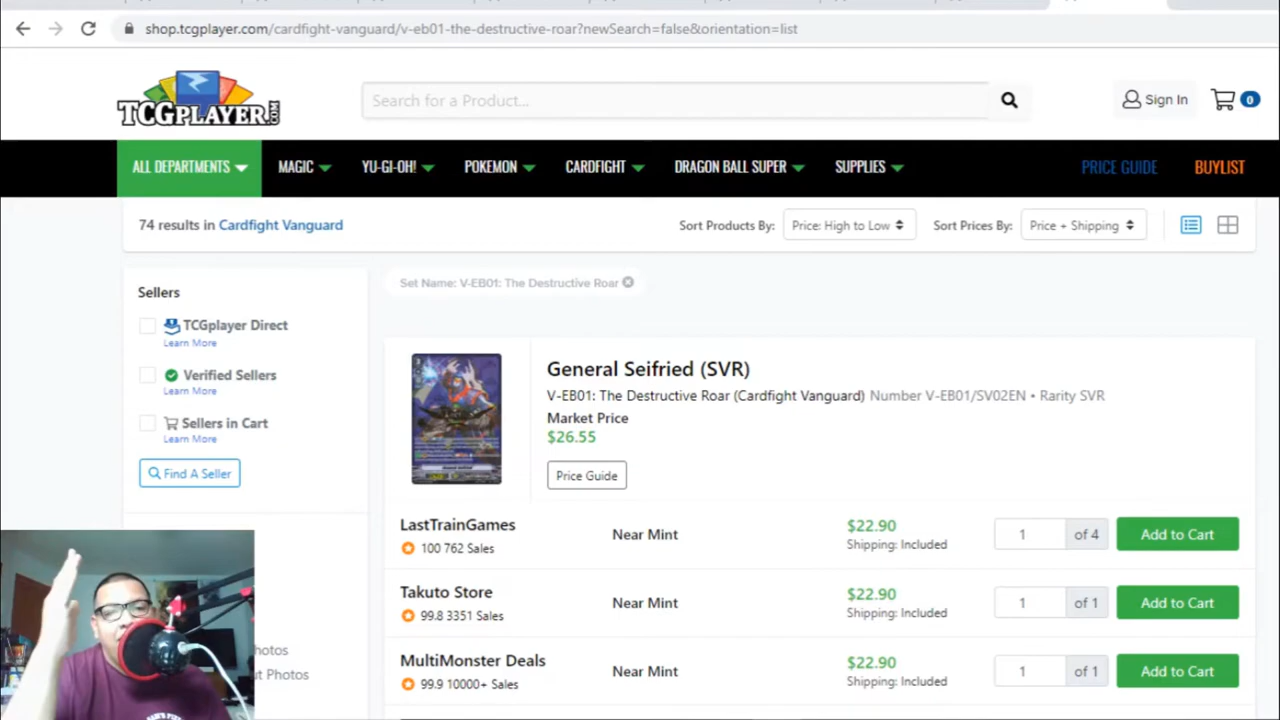 shop.tcgplayer.com/cardfight-vanguard/v-eb01-the-destructive-roar?newSearch=false&orientation=list
TCGPLAYER.COM
Search for a Product...
Sign In
0
ALL DEPARTMENTS MAGIC YU-GI-OH! POKEMON CARDFIGHT DRAGON BALL SUPER SUPPLIES PRICE GUIDE BUYLIST
74 results in Cardfight Vanguard
Sort Products By: Price: High to Low Sort Prices By: Price + Shipping
Set Name: V-EB01: The Destructive Roar
Sellers
TCGplayer Direct
Learn More
Verified Sellers
Learn More
Sellers in Cart
Learn More
Find A Seller
hotos
t Photos
General Seifried (SVR)
V-EB01: The Destructive Roar (Cardfight Vanguard) Number V-EB01/SV02EN • Rarity SVR
Market Price
$26.55
Price Guide
LastTrainGames
100 762 Sales
Near Mint
$22.90
Shipping: Included
1 of 4 Add to Cart
Takuto Store
99.8 3351 Sales
Near Mint
$22.90
Shipping: Included
1 of 1 Add to Cart
MultiMonster Deals
99.9 10000+ Sales
Near Mint
$22.90
Shipping: Included
1 of 1 Add to Cart